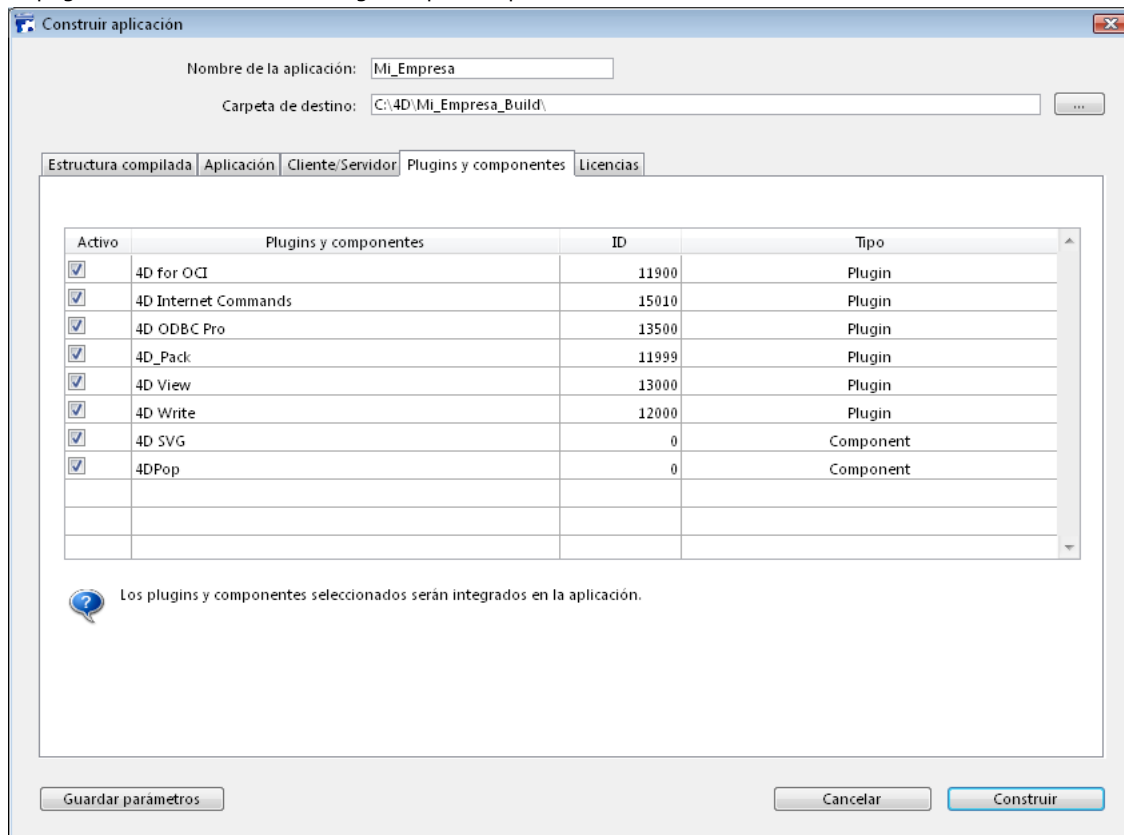 Construir aplicación
Nombre de la aplicación: Mi_Empresa
Carpeta de destino: C:\4D\Mi_Empresa_Build\ ...
Estructura compilada Aplicación Cliente/Servidor Plugins y componentes Licencias
Activo Plugins y componentes ID Tipo
4D for OCI 11900 Plugin
4D Internet Commands 15010 Plugin
4D ODBC Pro 13500 Plugin
4D_Pack 11999 Plugin
4D View 13000 Plugin
4D Write 12000 Plugin
4D SVG 0 Component
4DPop 0 Component
Los plugins y componentes seleccionados serán integrados en la aplicación.
Guardar parámetros Cancelar Construir